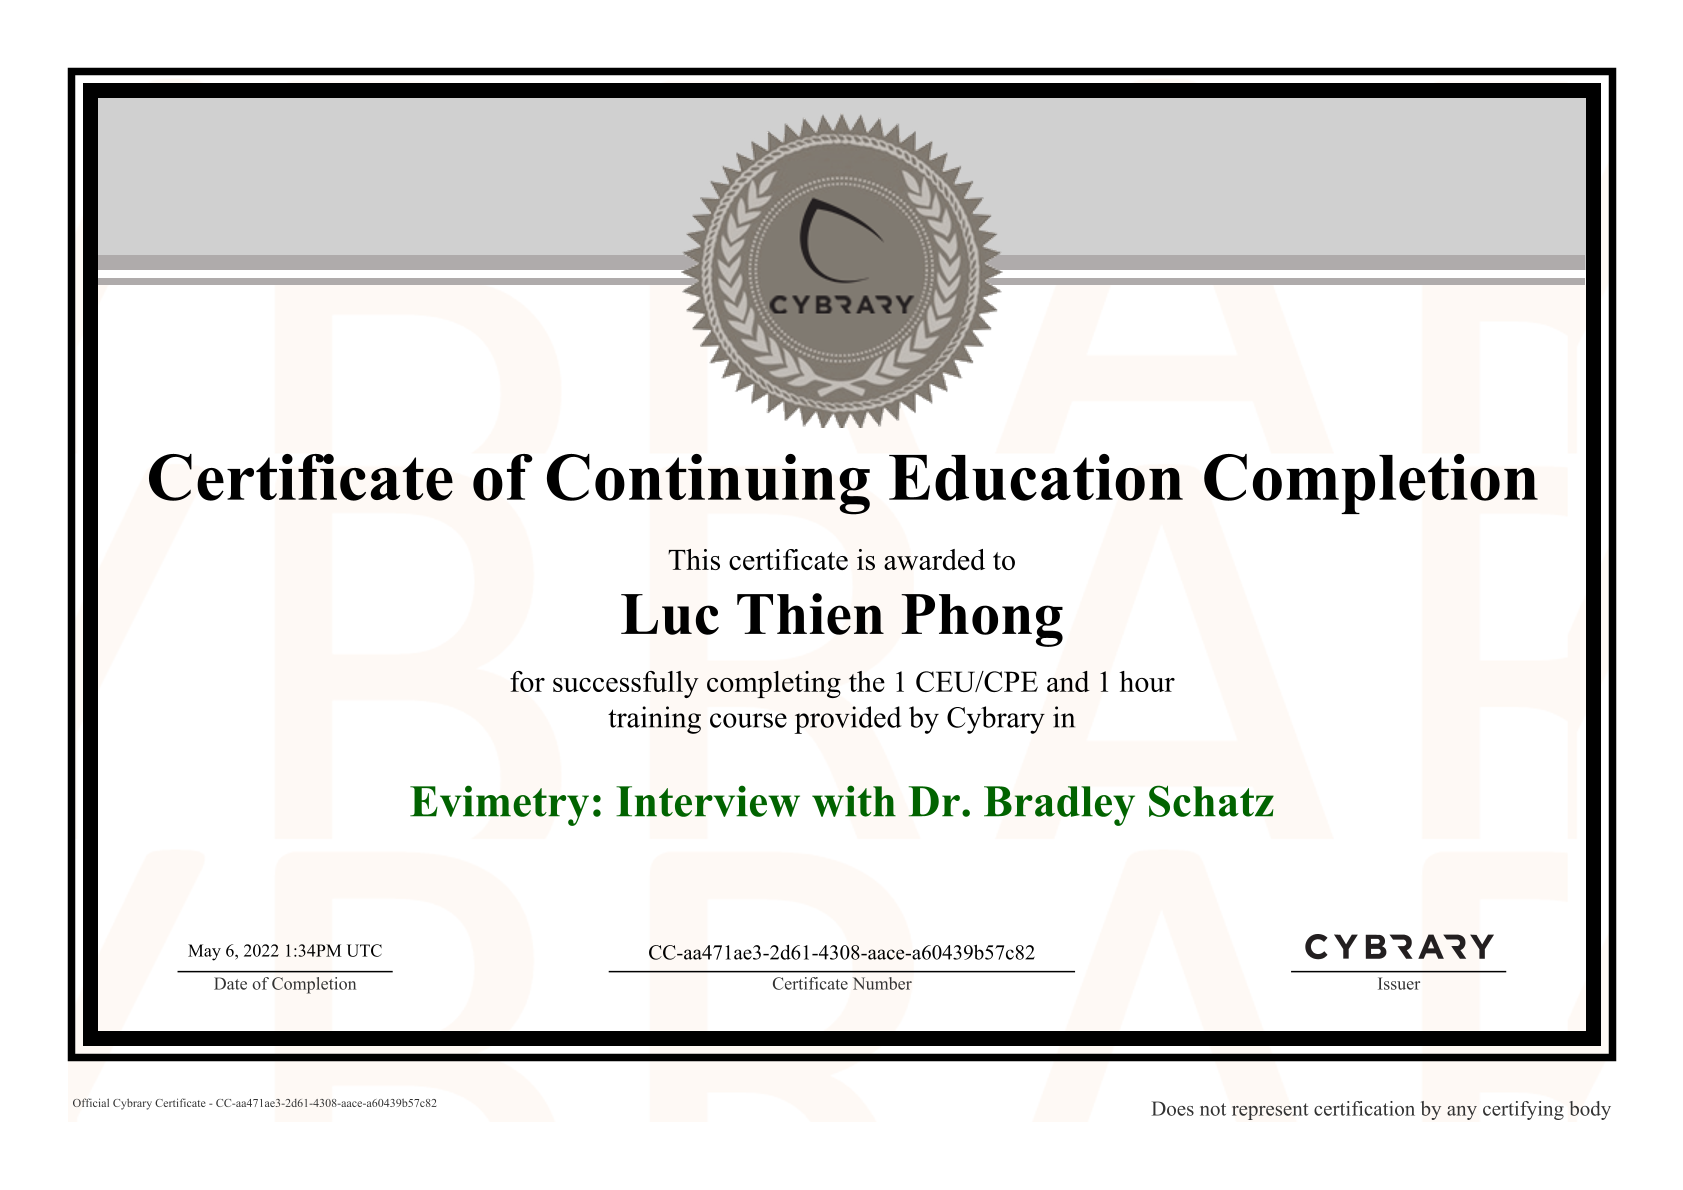 CYBRARY
Certificate of Continuing Education Completion
This certificate is awarded to
Luc Thien Phong
for successfully completing the 1 CEU/CPE and 1 hour
training course provided by Cybrary in
Evimetry: Interview with Dr. Bradley Schatz
May 6, 2022 1:34PM UTC
Date of Completion
CC-aa471ae3-2d61-4308-aace-a60439b57c82
Certificate Number
CYBRARY
Issuer
Official Cybrary Certificate - CC-aa471ae3-2d61-4308-aace-a60439b57c82
Does not represent certification by any certifying body